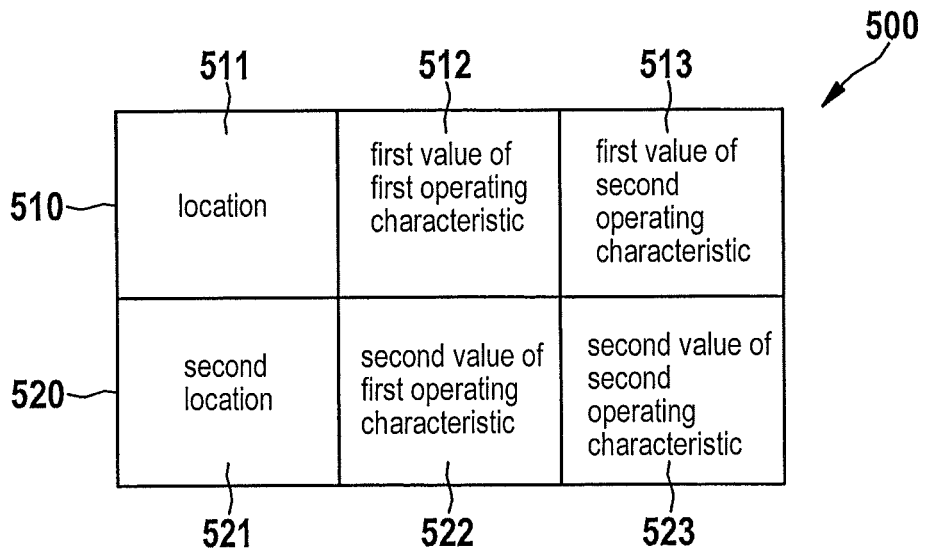 500
511
512
513
510
location
first value of
first operating
characteristic
first value of
second
operating
characteristic
520
second
location
second value of
first operating
characteristic
second value of
second
operating
characteristic
521
522
523